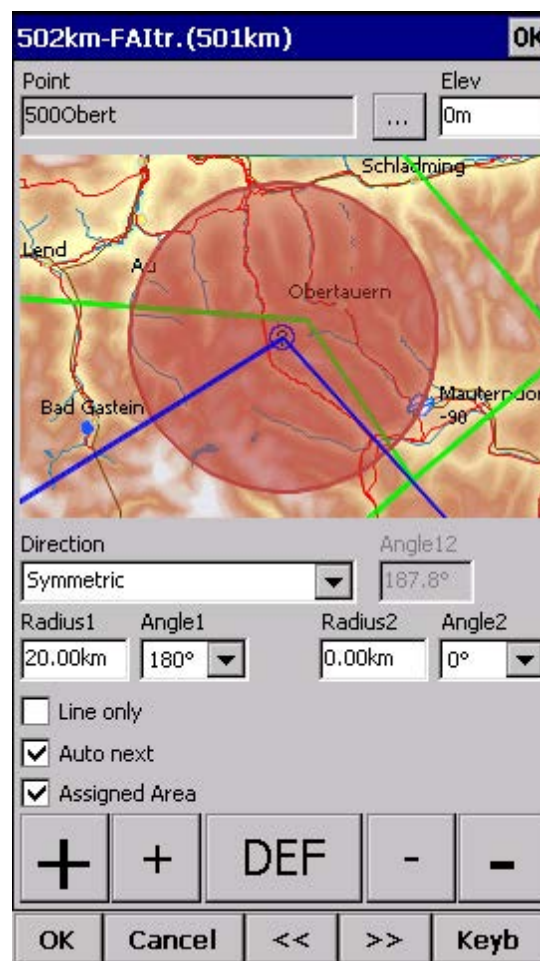 502km-FAItr.(501km) OK
Point Elev
500Obert ... 0m
Schladming
Lend
Au
Obertauern
Bad Gastein
Mauterndor
-90
Direction Angle12
Symmetric 187.8°
Radius1 Angle1 Radius2 Angle2
20.00km 180° 0.00km 0°
Line only
Auto next
Assigned Area
+ + DEF - -
OK Cancel << >> Keyb